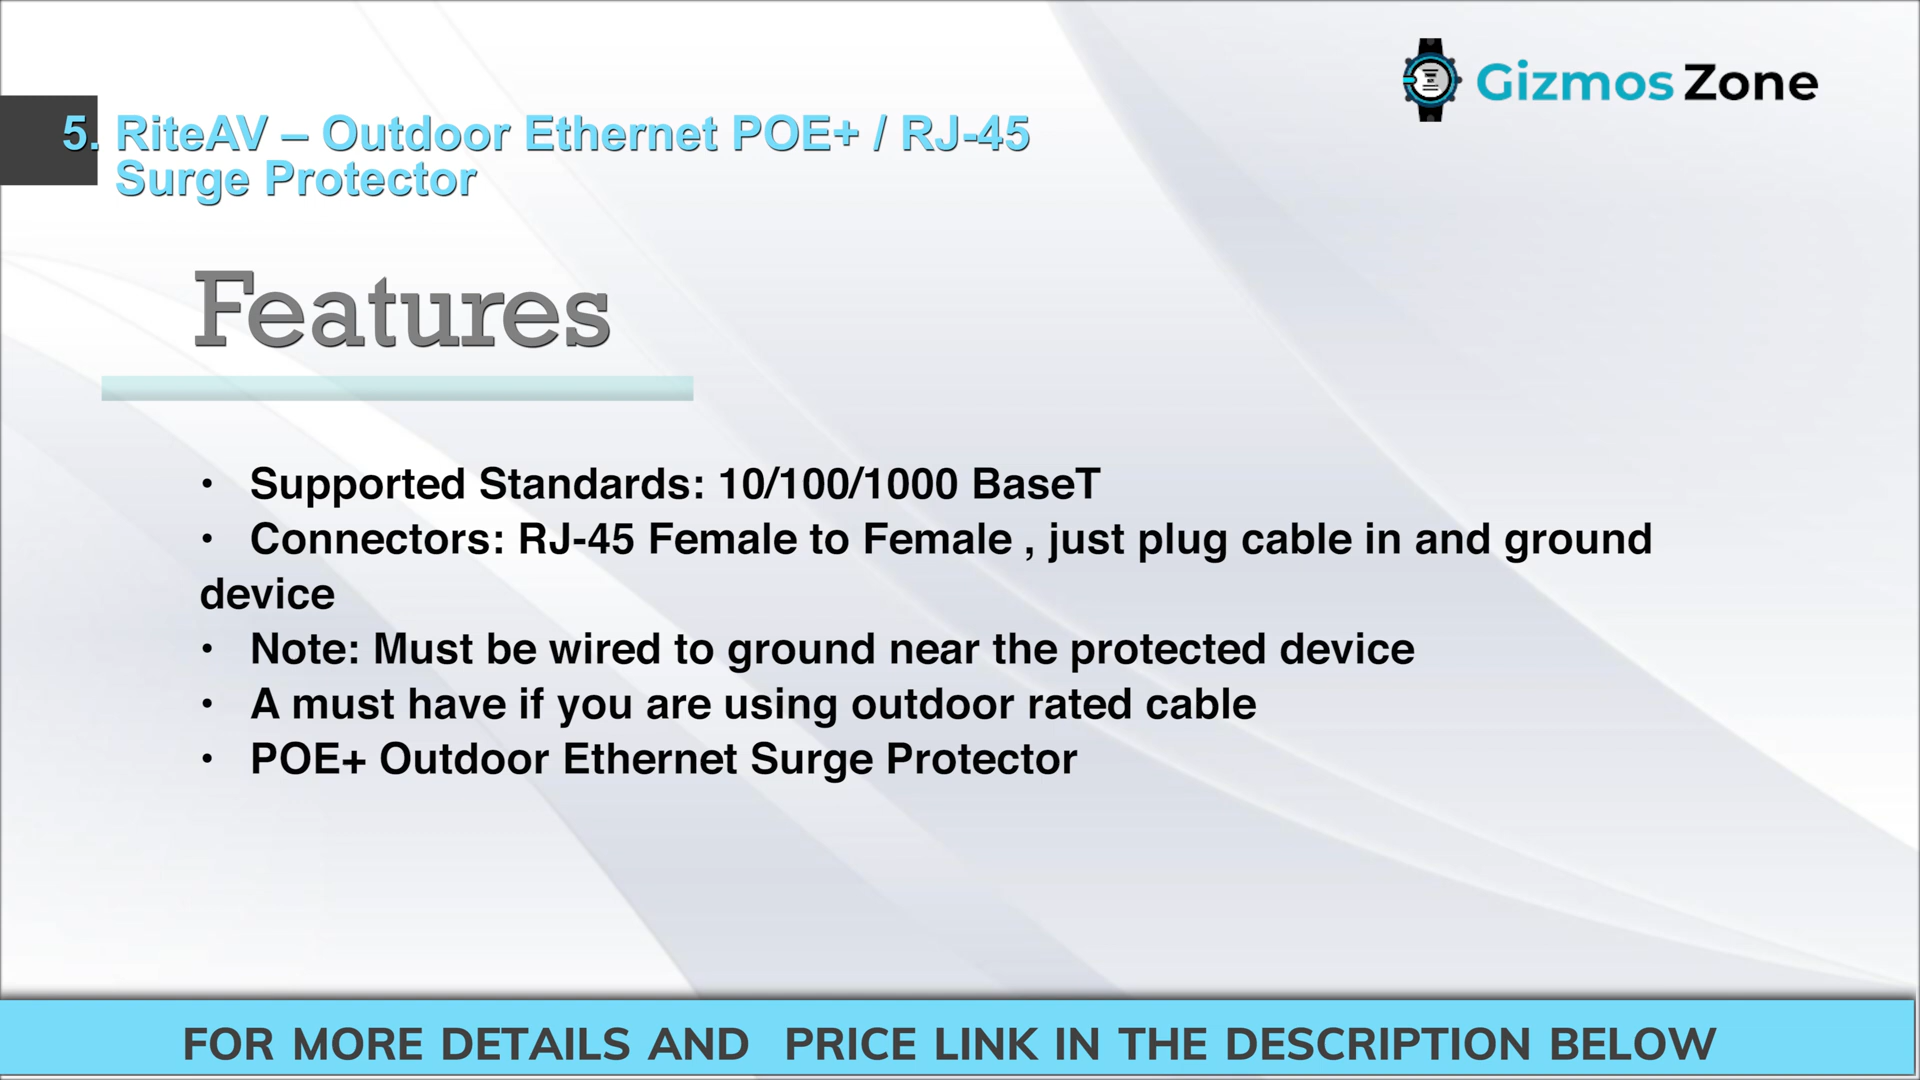 Gizmos Zone
5. RiteAV – Outdoor Ethernet POE+ / RJ-45
Surge Protector
Features
• Supported Standards: 10/100/1000 BaseT
• Connectors: RJ-45 Female to Female , just plug cable in and ground
device
• Note: Must be wired to ground near the protected device
• A must have if you are using outdoor rated cable
• POE+ Outdoor Ethernet Surge Protector
FOR MORE DETAILS AND  PRICE LINK IN THE DESCRIPTION BELOW